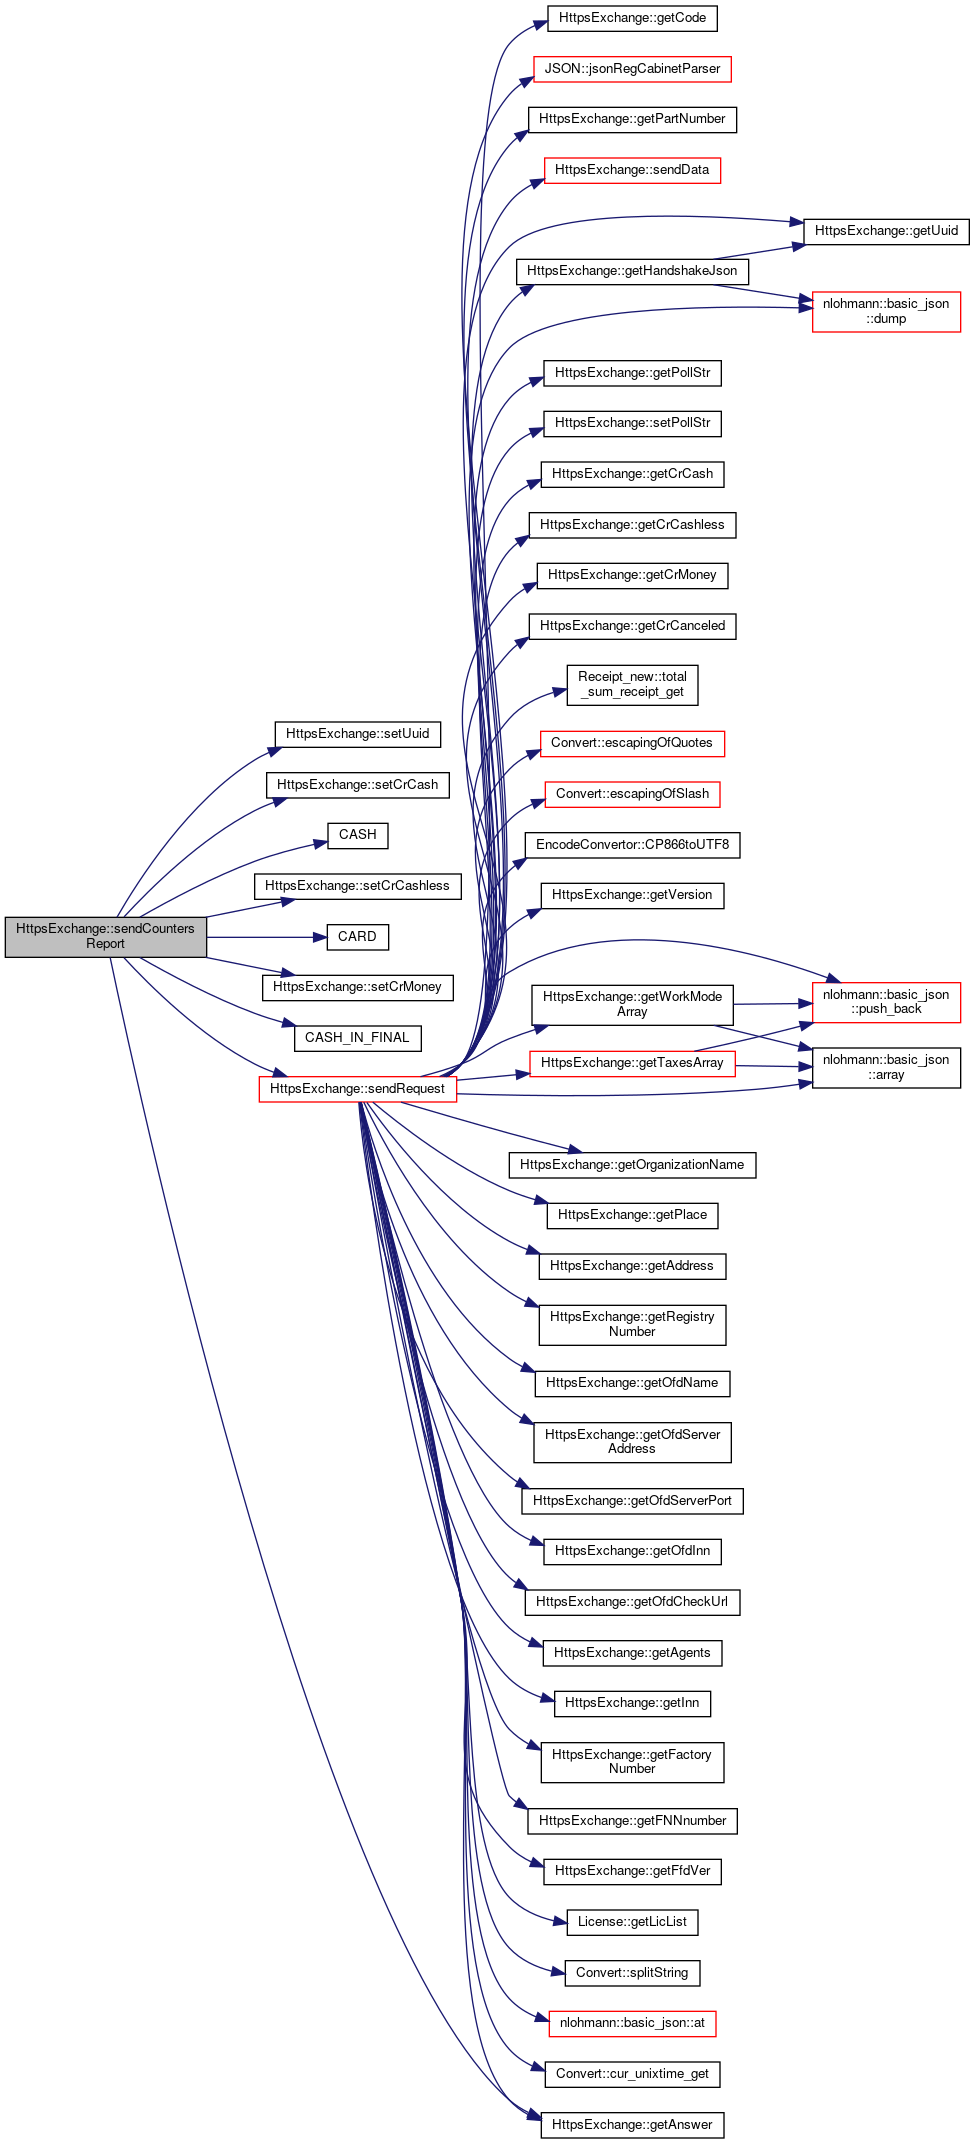 HttpsExchange::getCode
JSON::jsonRegCabinetParser
HttpsExchange::getPartNumber
HttpsExchange::sendData
HttpsExchange::getUuid
HttpsExchange::getHandshakeJson
nlohmann::basic_json
::dump
HttpsExchange::getPollStr
HttpsExchange::setPollStr
HttpsExchange::getCrCash
HttpsExchange::getCrCashless
HttpsExchange::getCrMoney
HttpsExchange::getCrCanceled
Receipt_new::total
_sum_receipt_get
HttpsExchange::setUuid
Convert::escapingOfQuotes
HttpsExchange::setCrCash
Convert::escapingOfSlash
CASH
EncodeConvertor::CP866toUTF8
HttpsExchange::setCrCashless
HttpsExchange::getVersion
HttpsExchange::sendCounters
Report
CARD
HttpsExchange::setCrMoney
HttpsExchange::getWorkMode
Array
nlohmann::basic_json
::push_back
CASH_IN_FINAL
HttpsExchange::getTaxesArray
nlohmann::basic_json
::array
HttpsExchange::sendRequest
HttpsExchange::getOrganizationName
HttpsExchange::getPlace
HttpsExchange::getAddress
HttpsExchange::getRegistry
Number
HttpsExchange::getOfdName
HttpsExchange::getOfdServer
Address
HttpsExchange::getOfdServerPort
HttpsExchange::getOfdInn
HttpsExchange::getOfdCheckUrl
HttpsExchange::getAgents
HttpsExchange::getInn
HttpsExchange::getFactory
Number
HttpsExchange::getFNNnumber
HttpsExchange::getFfdVer
License::getLicList
Convert::splitString
nlohmann::basic_json::at
Convert::cur_unixtime_get
HttpsExchange::getAnswer